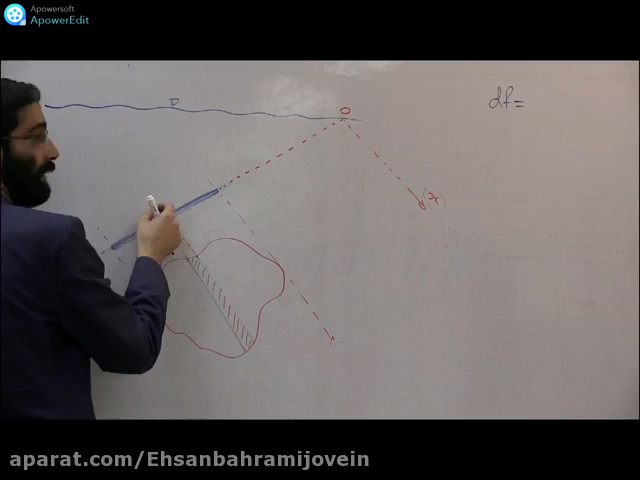 Apowersoft
ApowerEdit
df=
O
(x
aparat.com/Ehsanbahramijovein